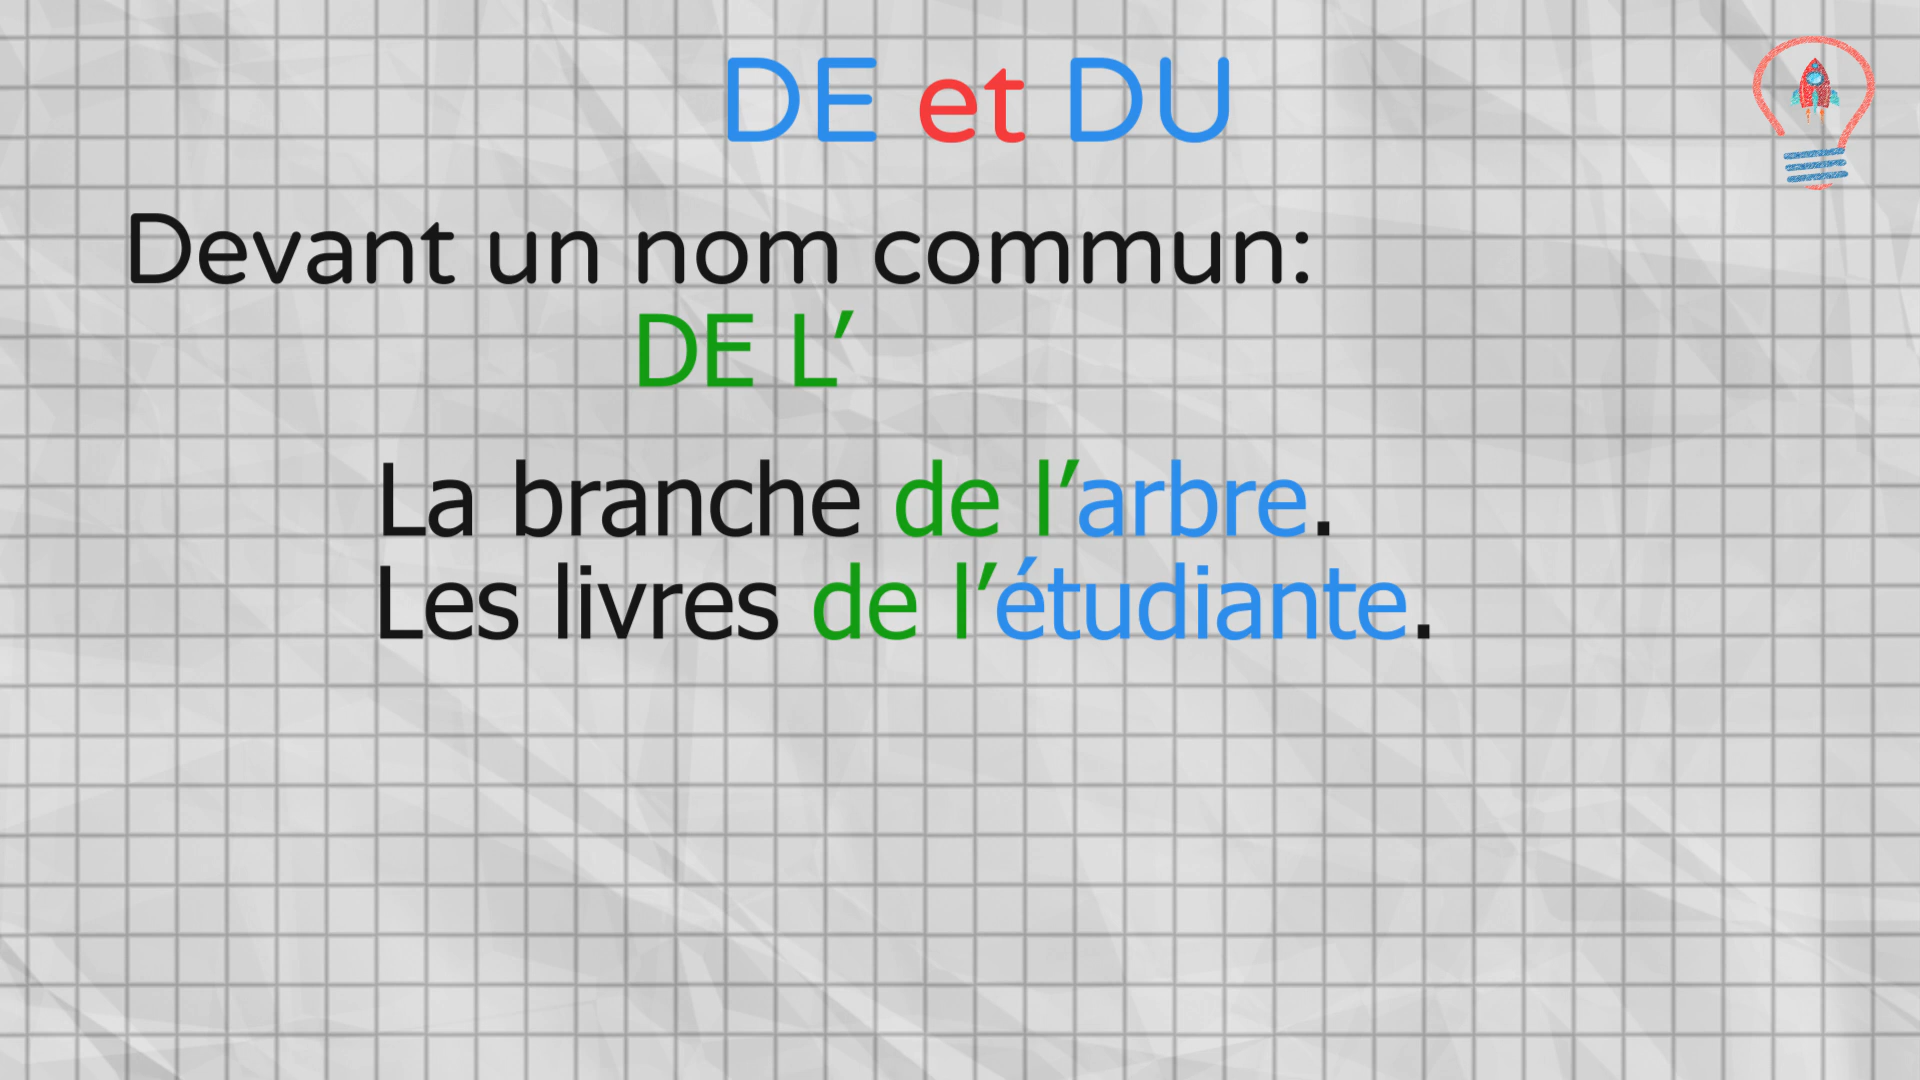 DE et DU
Devant un nom commun:
DE L’
La branche de l’arbre.
Les livres de l’étudiante.